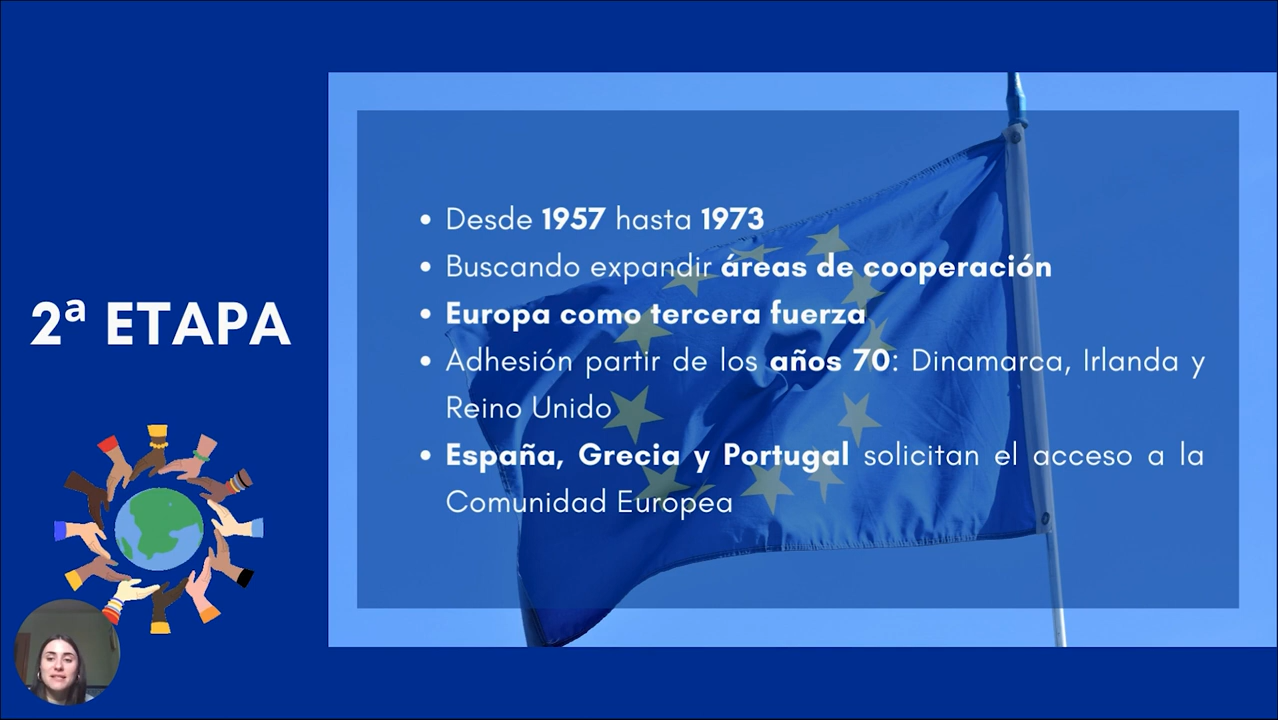 2ª ETAPA
• Desde 1957 hasta 1973
• Buscando expandir áreas de cooperación
• Europa como tercera fuerza
• Adhesión partir de los años 70: Dinamarca, Irlanda y
Reino Unido
• España, Grecia y Portugal solicitan el acceso a la
Comunidad Europea